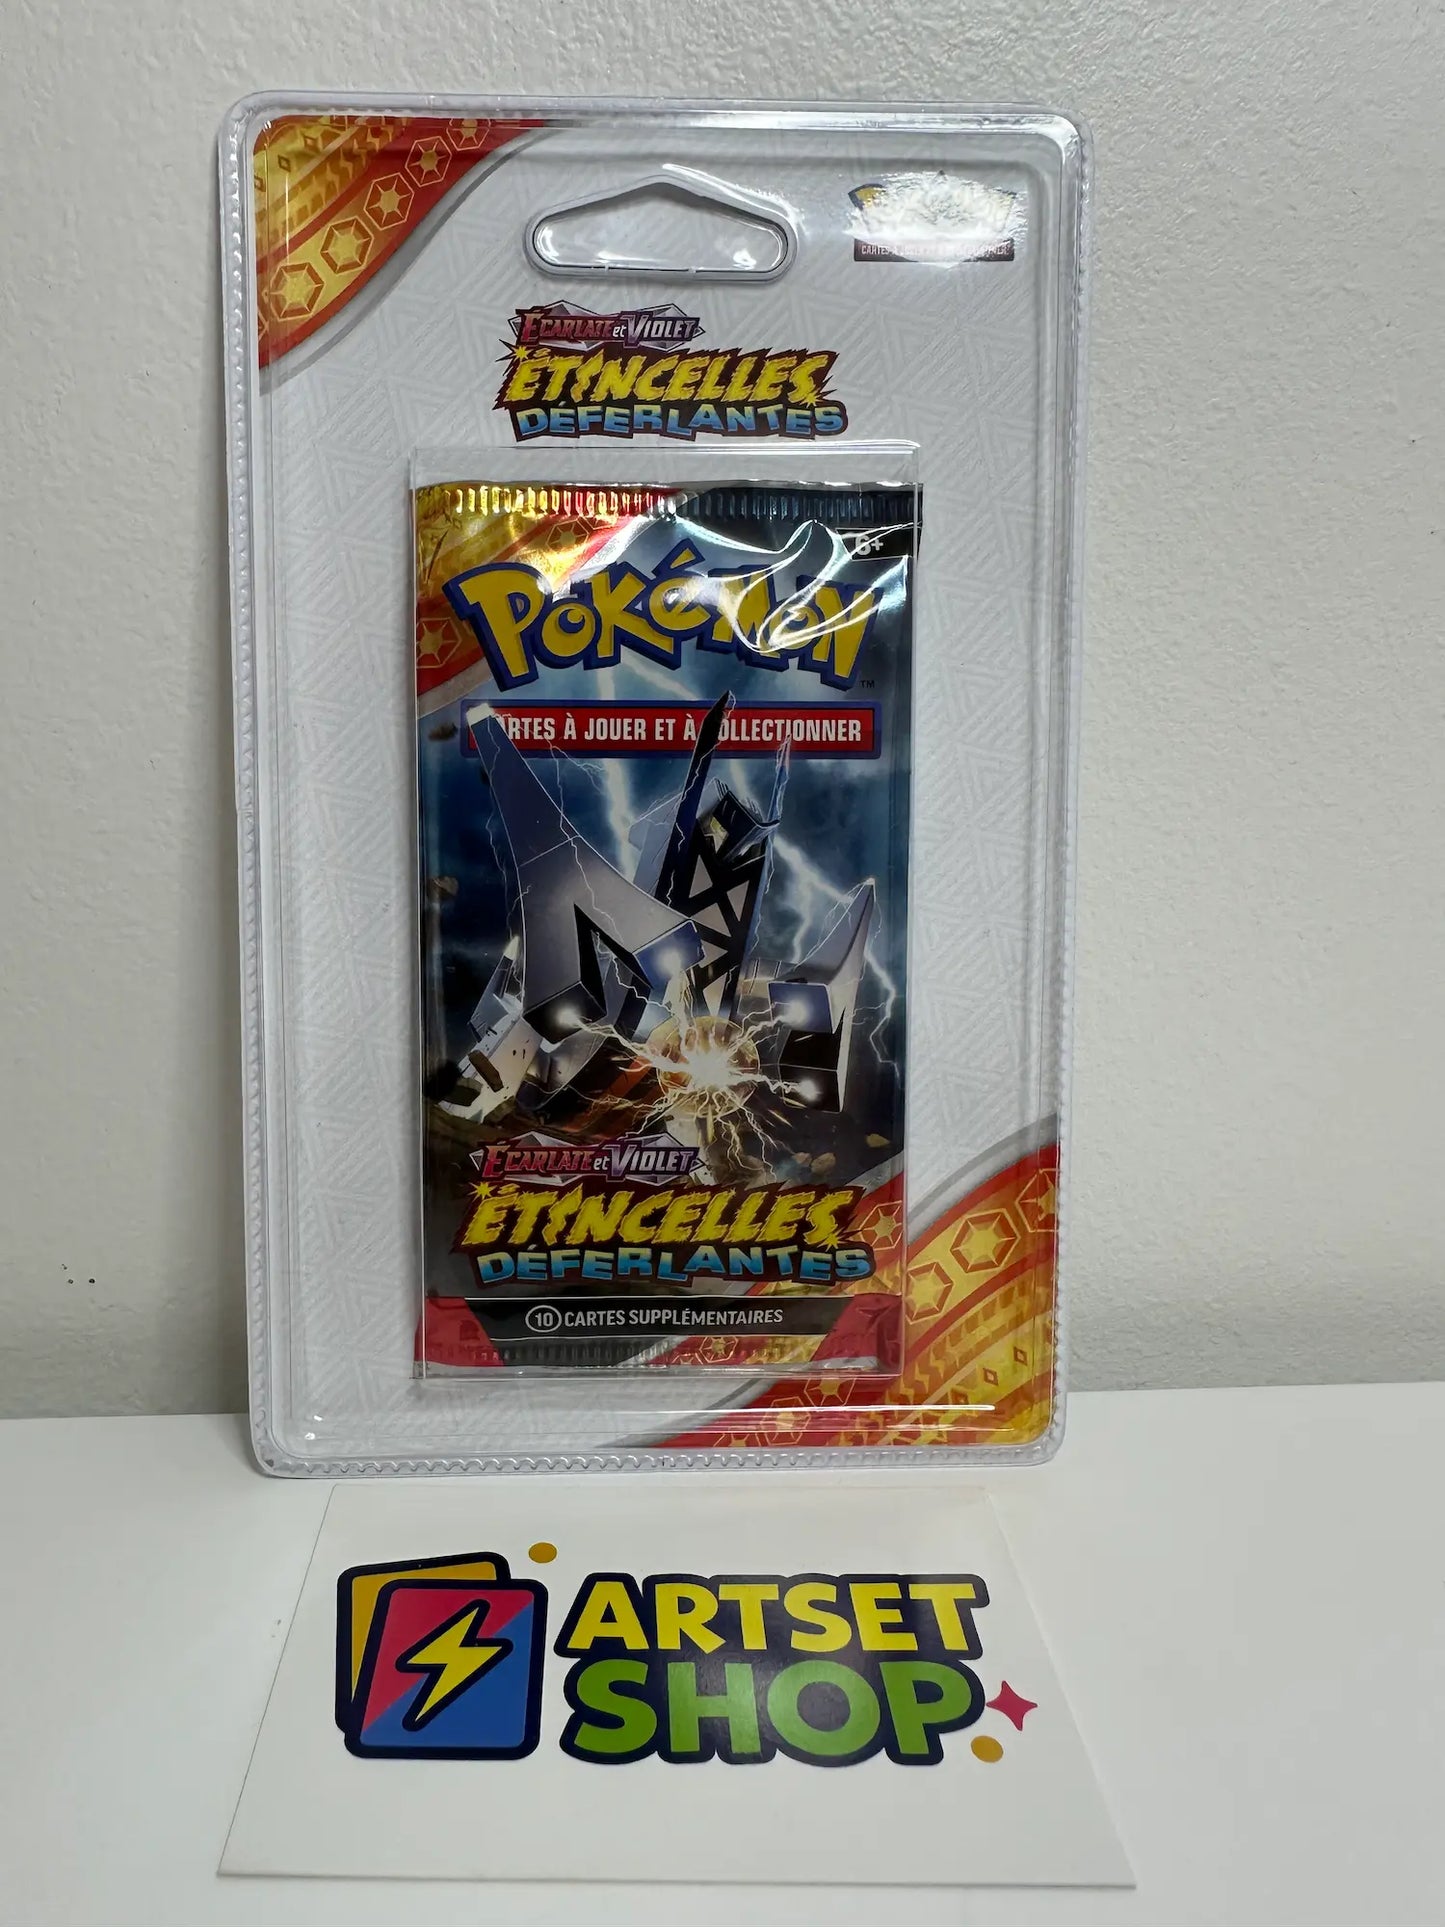 ÉCARLATE et VIOLET
ÉTINCELLES
DÉFERLANTES
6+
POKÉMON
TM
CARTES À JOUER ET À COLLECTIONNER
ÉCARLATE et VIOLET
ÉTINCELLES
DÉFERLANTES
10 CARTES SUPPLÉMENTAIRES
ARTSET
SHOP